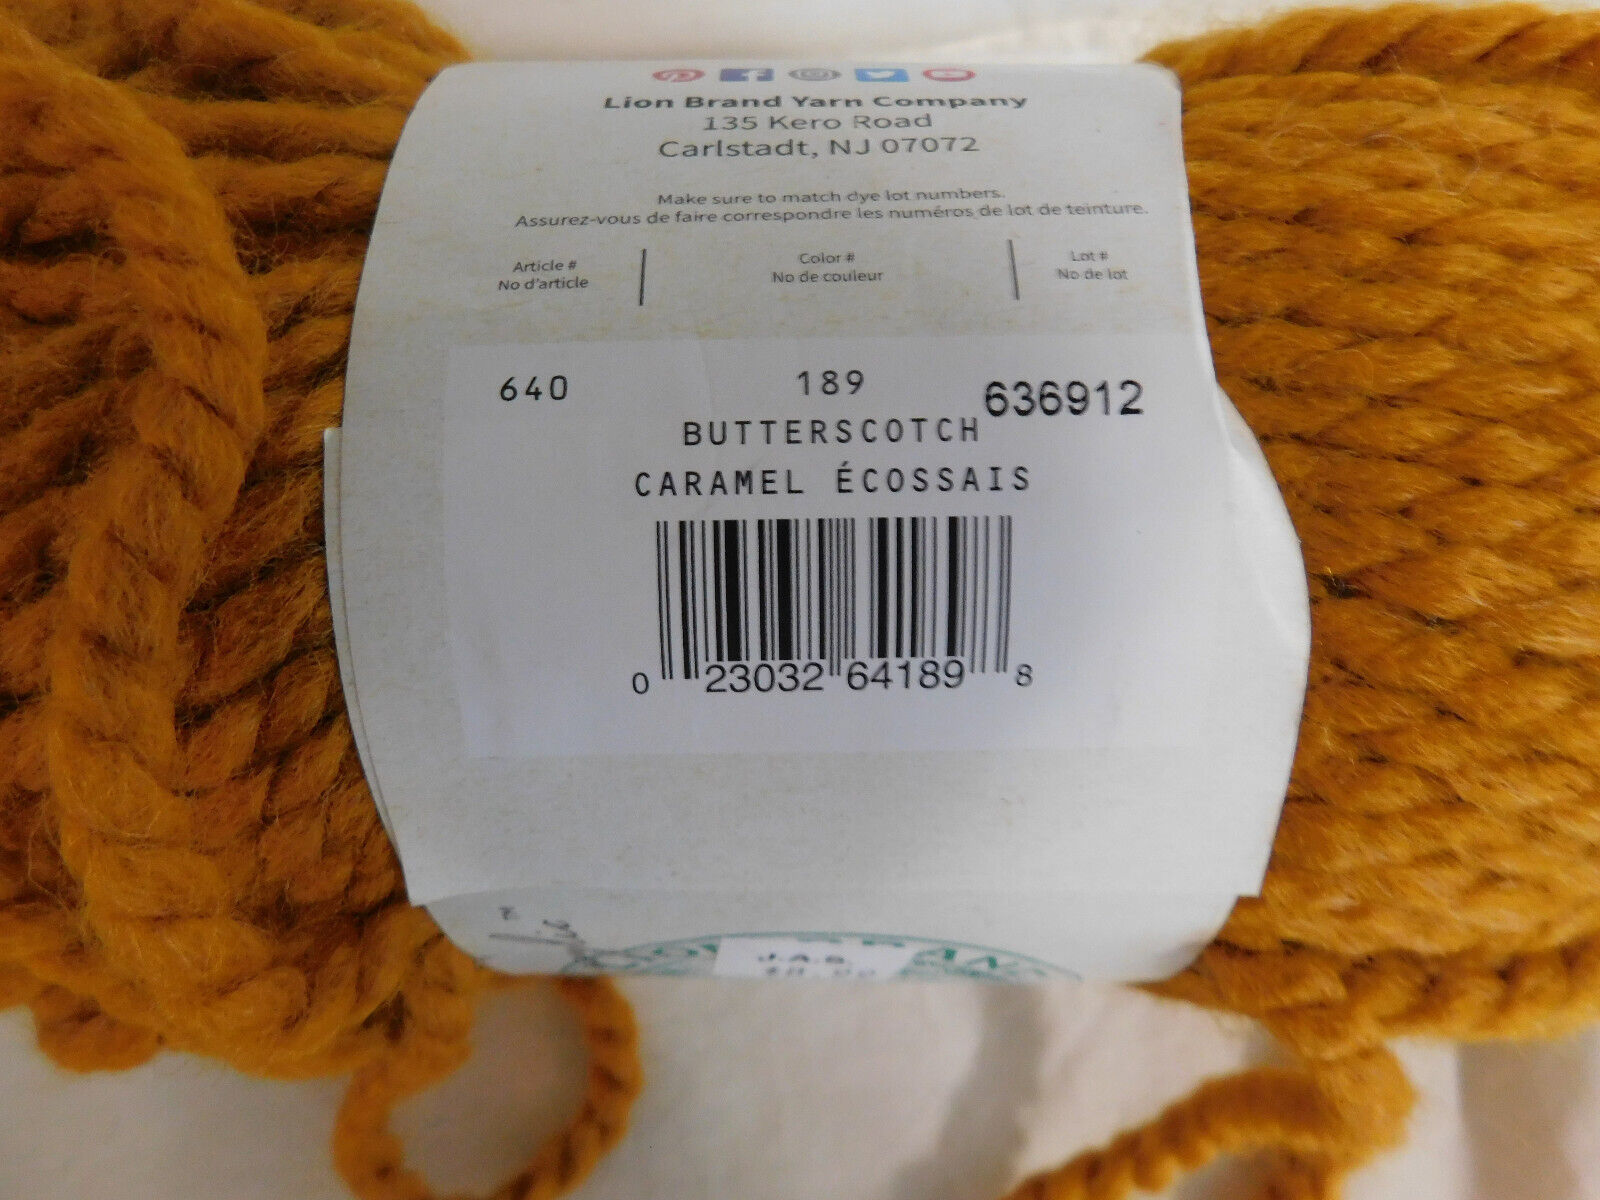 Lion Brand Yarn Company
135 Kero Road
Carlstadt, NJ 07072
Make sure to match dye lot numbers.
Assurez-vous de faire correspondre les numéros de lot de teinture.
Article #
No d'article
Color #
No de couleur
Lot #
No de lot
640 189 636912
BUTTERSCOTCH
CARAMEL ÉCOSSAIS
0 23032 64189 8
J.A.B.